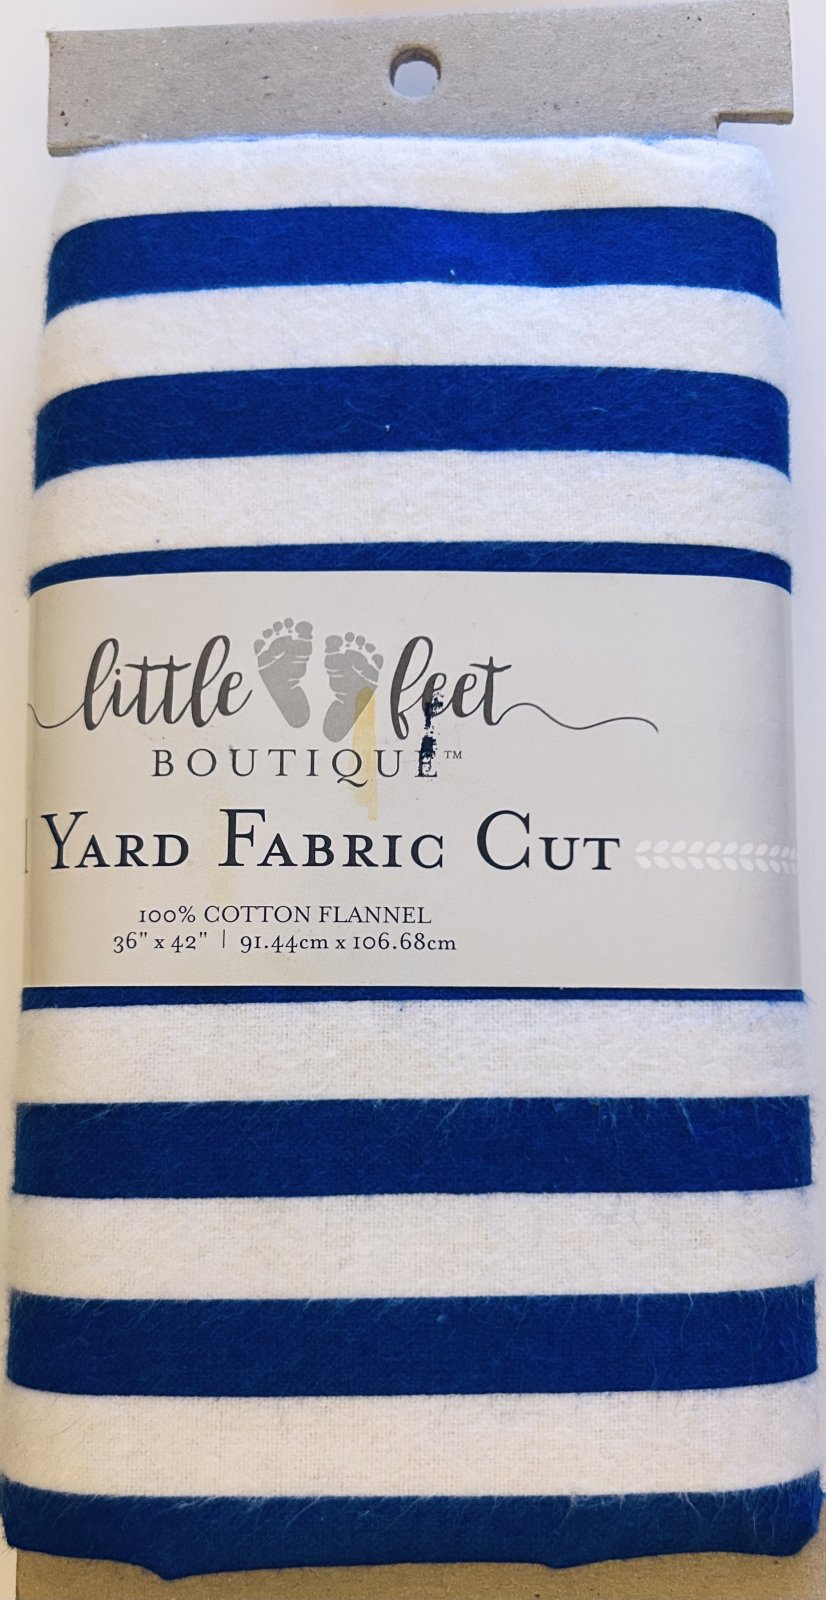 little feet
BOUTIQUE™
YARD FABRIC CUT
100% COTTON FLANNEL
36" x 42" | 91.44cm x 106.68cm